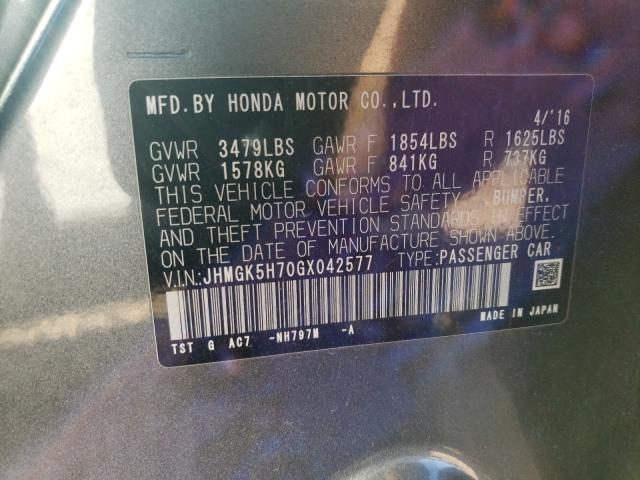 MFD.BY HONDA MOTOR CO.,LTD.
4/'16
GVWR 3479LBS GAWR F 1854LBS R 1625LBS
GVWR 1578KG GAWR F 841KG R 737KG
THIS VEHICLE CONFORMS TO ALL APPLICABLE
FEDERAL MOTOR VEHICLE SAFETY, BUMPER,
AND THEFT PREVENTION STANDARDS IN EFFECT
ON THE DATE OF MANUFACTURE SHOWN ABOVE.
V.I.N:JHMGK5H70GX042577 TYPE:PASSENGER CAR
TST G AC7 -NH797M -A
MADE IN JAPAN